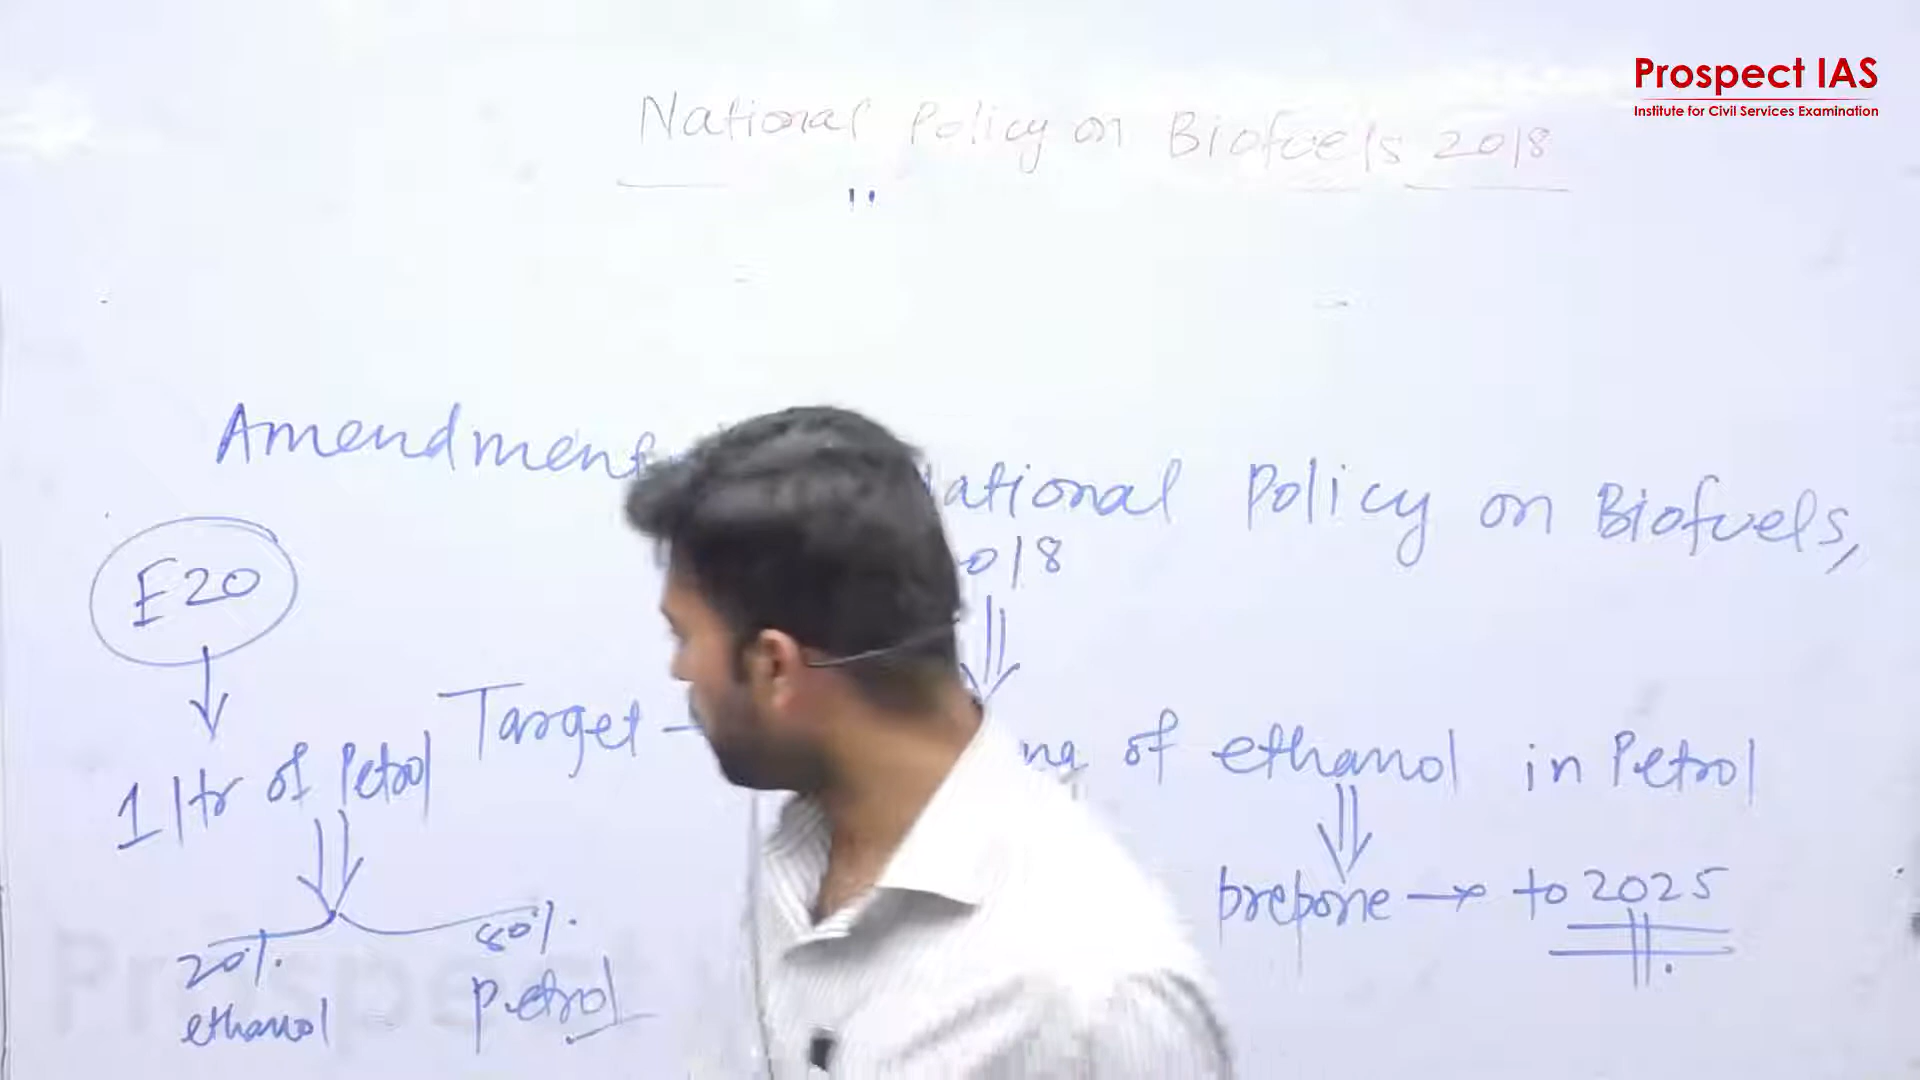 Prospect IAS
Institute for Civil Services Examination
National Policy on Biofuels 2018
Amendment National Policy on Biofuels,
2018
E20
Target → of ethanol in Petrol
1 ltr of Petrol
prepone → to 2025
20% 80%
ethanol Petrol